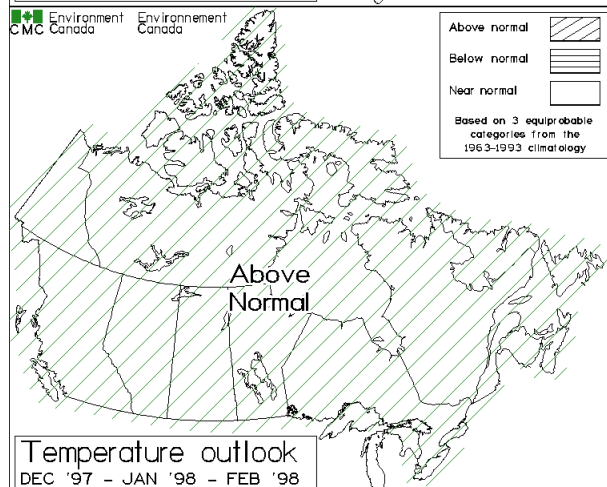 Environment Environnement
CMC Canada Canada
Above normal
Below normal
Near normal
Based on 3 equiprobable
categories from the
1963-1993 climatology
Above
Normal
Temperature outlook
DEC '97 - JAN '98 - FEB '98